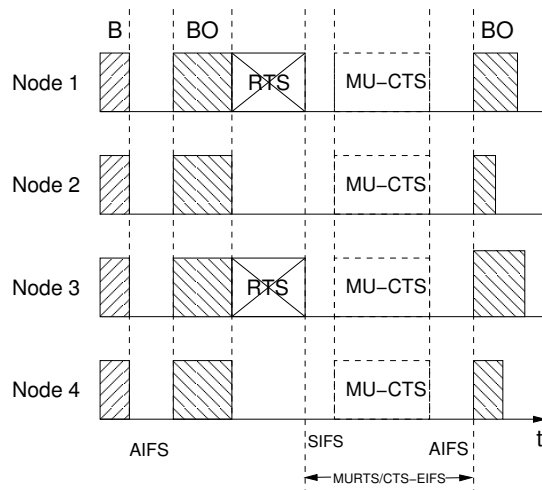 B BO BO
Node 1 RTS MU-CTS
Node 2 MU-CTS
Node 3 RTS MU-CTS
Node 4 MU-CTS
t
AIFS SIFS AIFS
MURTS/CTS-EIFS